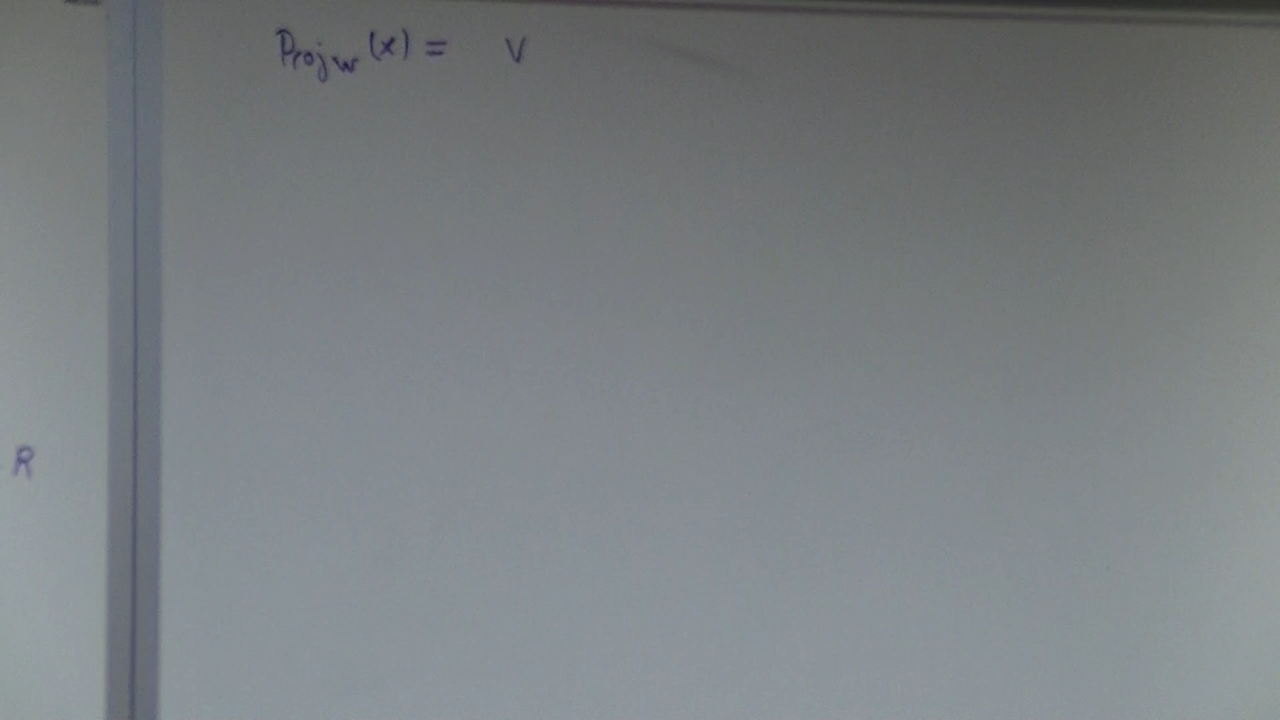 Proj_w (x) = v
R